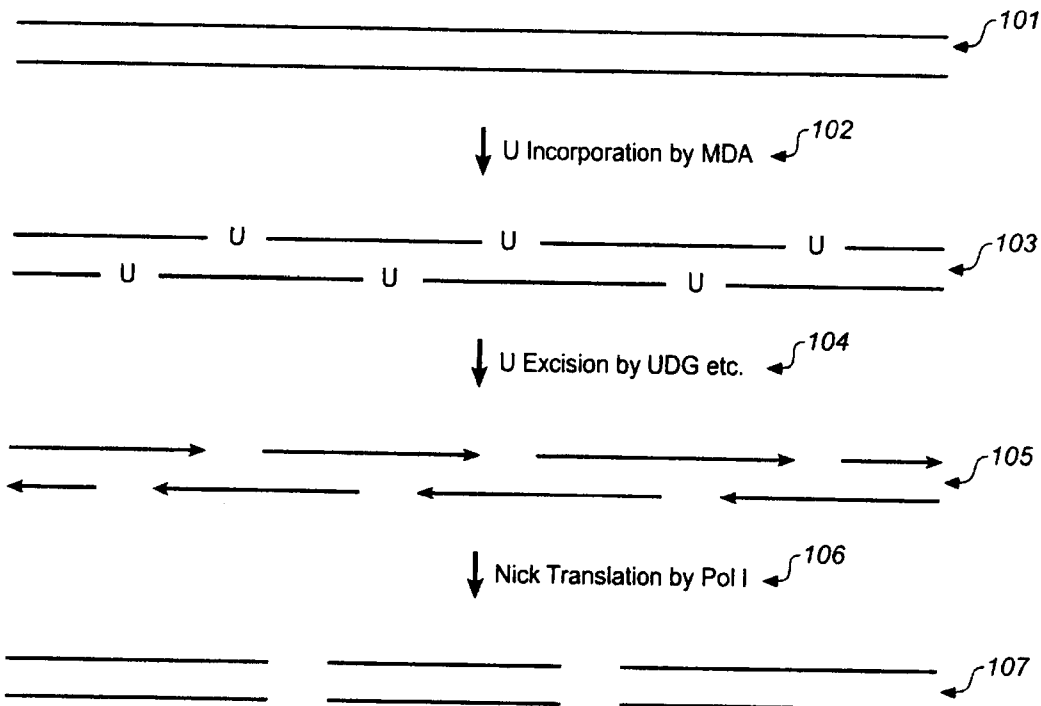 101
U Incorporation by MDA 102
U U U
103
U U U
U Excision by UDG etc. 104
105
Nick Translation by Pol I 106
107